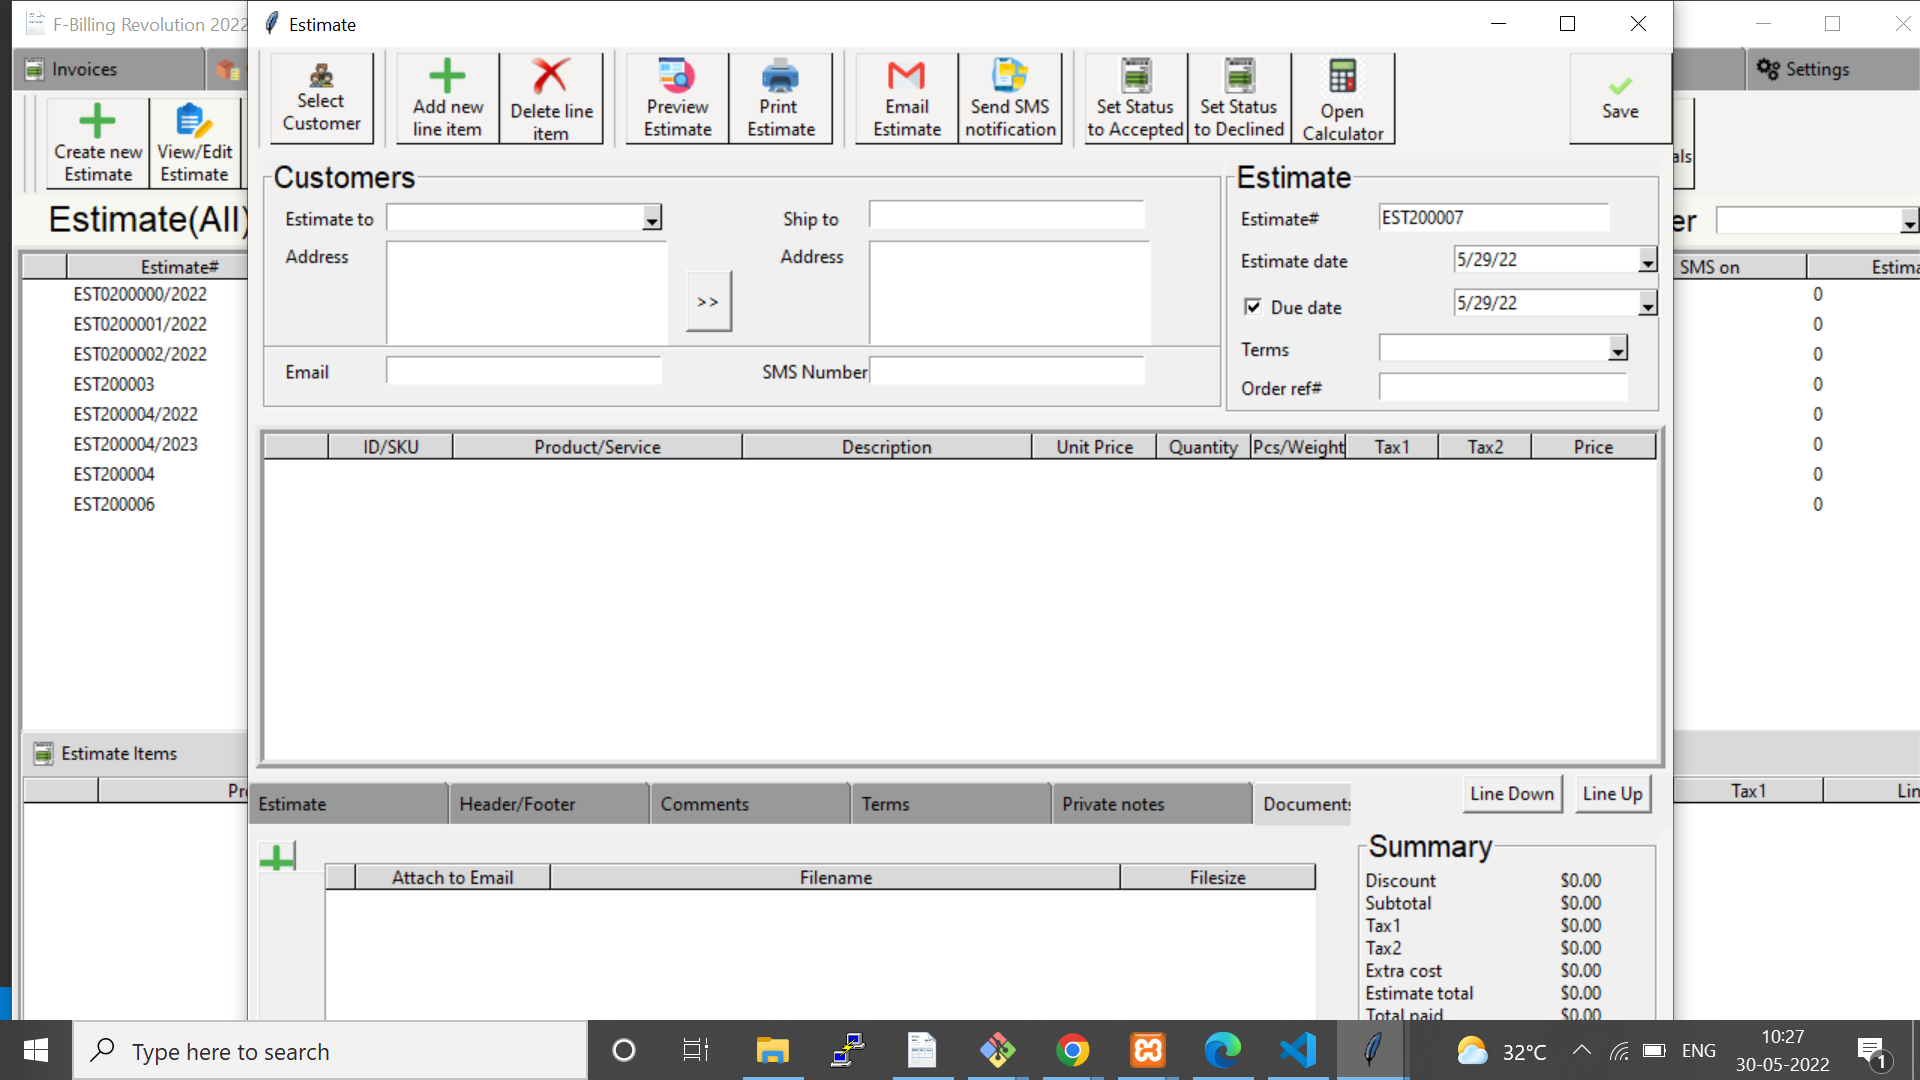 F-Billing Revolution 2022
Estimate
Invoices
Settings
Select Customer
Add new line item
Delete line item
Preview Estimate
Print Estimate
Email Estimate
Send SMS notification
Set Status to Accepted
Set Status to Declined
Open Calculator
Save
Create new Estimate
View/Edit Estimate
als
Estimate(All)
er
Customers
Estimate to
Ship to
Address
Address
>>
Email
SMS Number
Estimate
Estimate# EST200007
Estimate date 5/29/22
Due date 5/29/22
Terms
Order ref#
Estimate#
SMS on
Estima
EST0200000/2022 0
EST0200001/2022 0
EST0200002/2022 0
EST200003 0
EST200004/2022 0
EST200004/2023 0
EST200004 0
EST200006 0
ID/SKU Product/Service Description Unit Price Quantity Pcs/Weight Tax1 Tax2 Price
Estimate Items
Pr
Tax1
Lin
Estimate Header/Footer Comments Terms Private notes Documents
Line Down Line Up
Attach to Email Filename Filesize
Summary
Discount $0.00
Subtotal $0.00
Tax1 $0.00
Tax2 $0.00
Extra cost $0.00
Estimate total $0.00
Total paid $0.00
Type here to search
32°C
ENG
10:27
30-05-2022
1